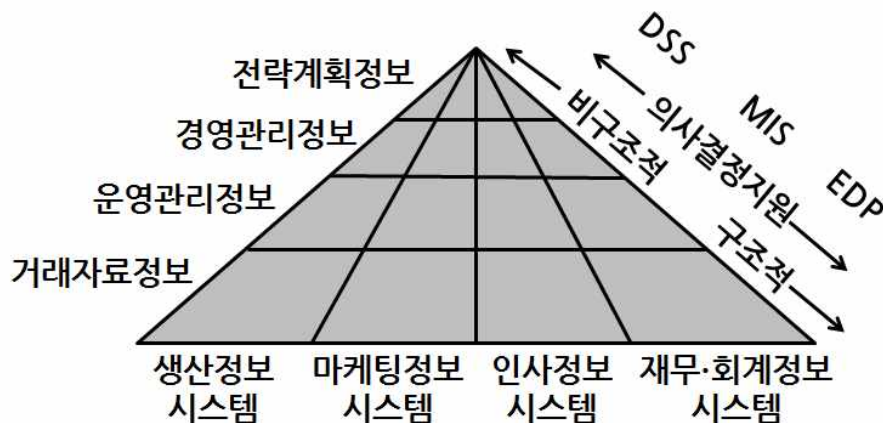 전략계획정보
경영관리정보
운영관리정보
거래자료정보
DSS
MIS
EDP
의사결정지원
비구조적
구조적
생산정보
시스템
마케팅정보
시스템
인사정보
시스템
재무·회계정보
시스템